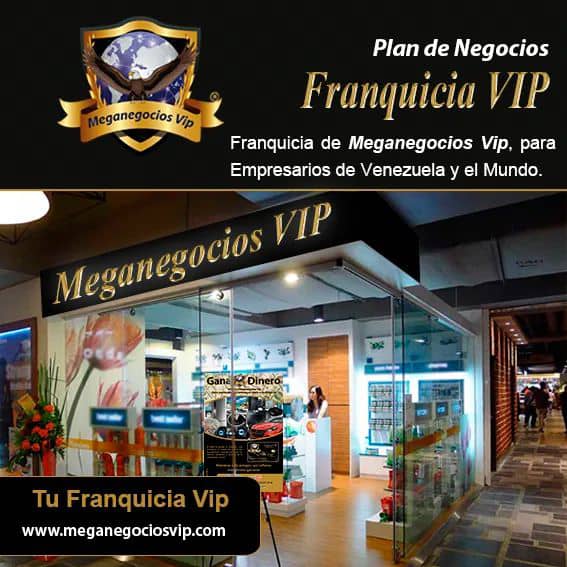 Plan de Negocios
Franquicia VIP
Meganegocios Vip
®
Franquicia de Meganegocios Vip, para
Empresarios de Venezuela y el Mundo.
Meganegocios VIP
Gana Dinero
Tu Franquicia Vip
www.meganegociosvip.com